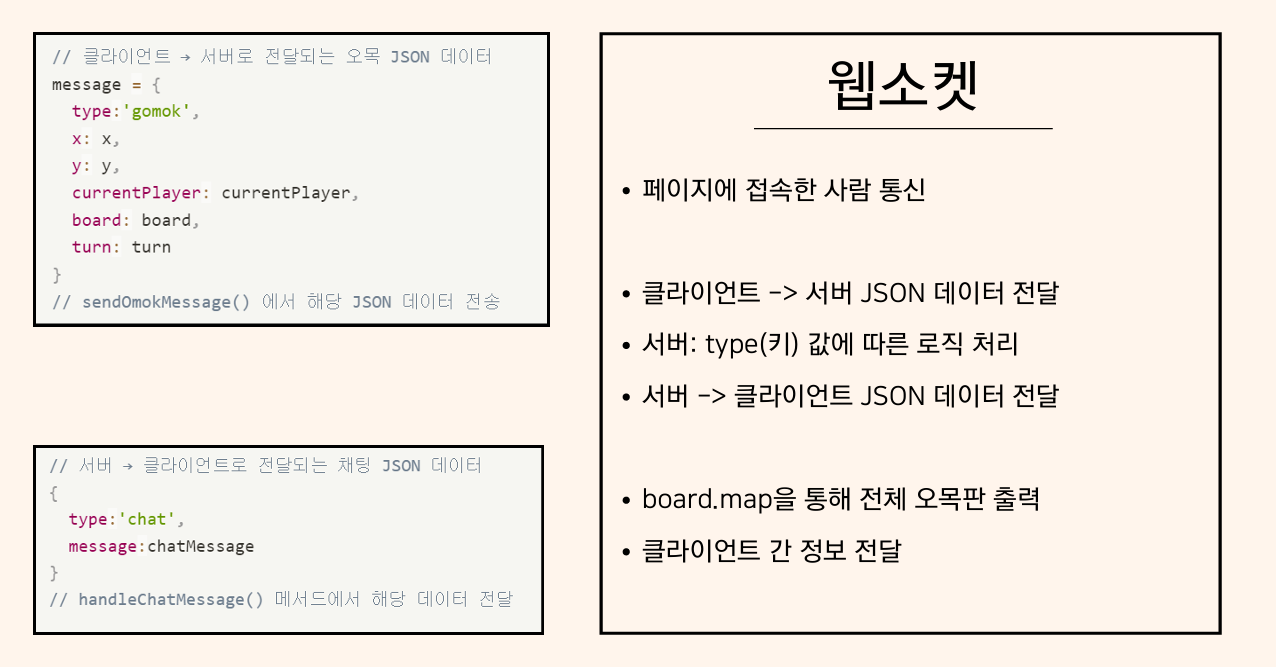 // 클라이언트 → 서버로 전달되는 오목 JSON 데이터
message = {
  type:'gomok',
  x: x,
  y: y,
  currentPlayer: currentPlayer,
  board: board,
  turn: turn
}
// sendOmokMessage() 에서 해당 JSON 데이터 전송
// 서버 → 클라이언트로 전달되는 채팅 JSON 데이터
{
  type:'chat',
  message:chatMessage
}
// handleChatMessage() 메서드에서 해당 데이터 전달
웹소켓
• 페이지에 접속한 사람 통신
• 클라이언트 -> 서버 JSON 데이터 전달
• 서버: type(키) 값에 따른 로직 처리
• 서버 -> 클라이언트 JSON 데이터 전달
• board.map을 통해 전체 오목판 출력
• 클라이언트 간 정보 전달